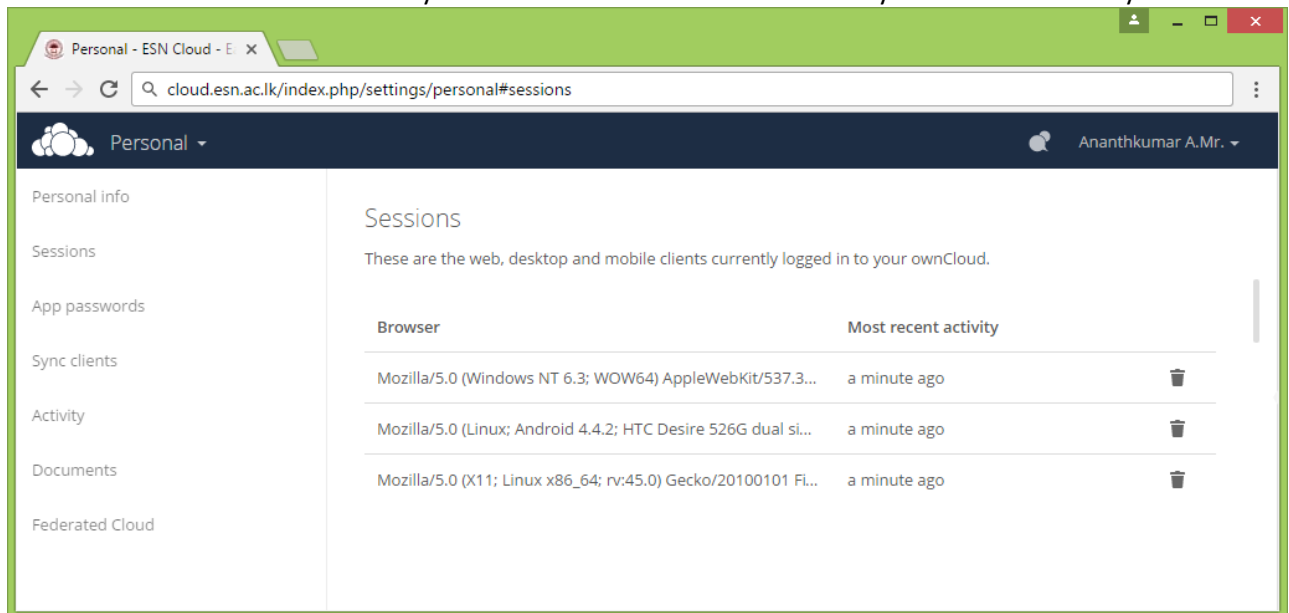 Personal - ESN Cloud - E
cloud.esn.ac.lk/index.php/settings/personal#sessions
Personal
Ananthkumar A.Mr.
Personal info
Sessions
App passwords
Sync clients
Activity
Documents
Federated Cloud
Sessions
These are the web, desktop and mobile clients currently logged in to your ownCloud.
Browser Most recent activity
Mozilla/5.0 (Windows NT 6.3; WOW64) AppleWebKit/537.3... a minute ago
Mozilla/5.0 (Linux; Android 4.4.2; HTC Desire 526G dual si... a minute ago
Mozilla/5.0 (X11; Linux x86_64; rv:45.0) Gecko/20100101 Fi... a minute ago